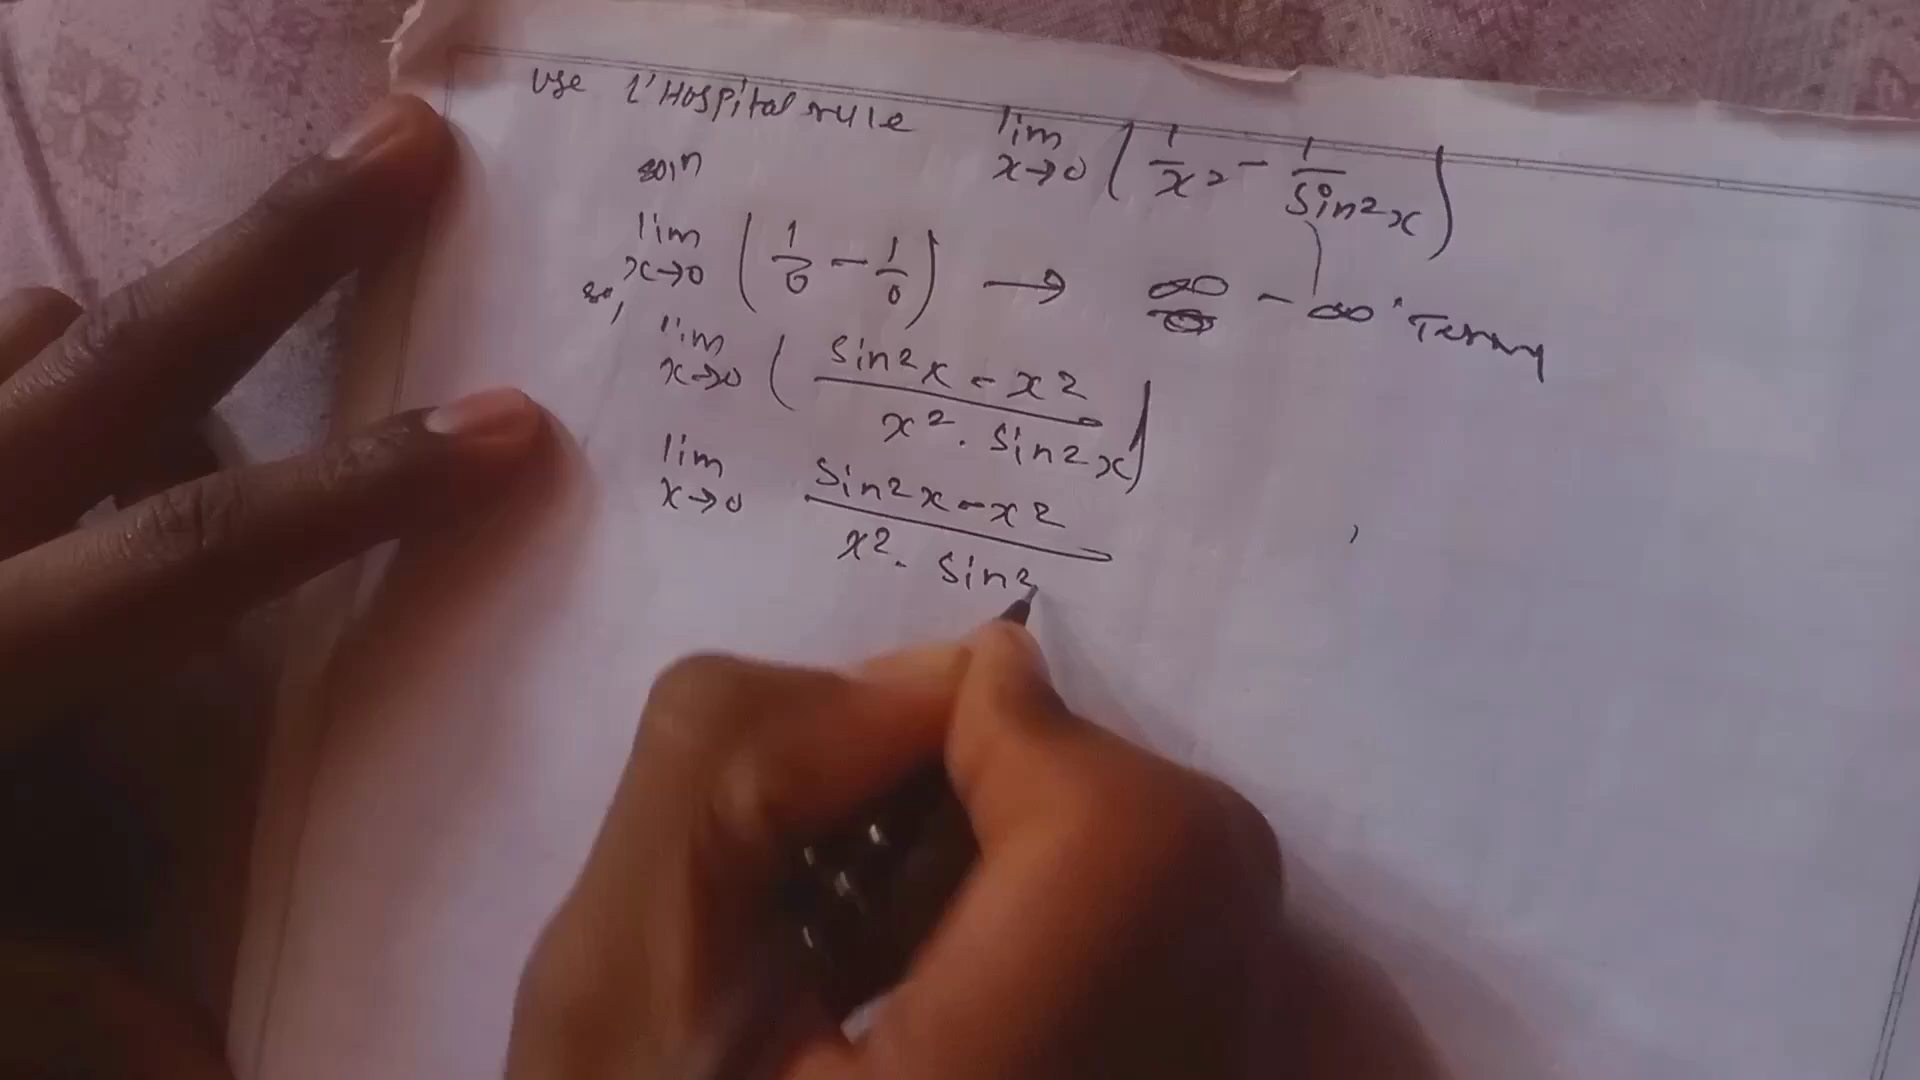 use l'Hospital rule lim x→0 ( 1/x² - 1/sin²x )
soln
lim x→0 ( 1/0 - 1/0 ) → ∞ - ∞
so, lim x→0 ( sin²x - x² / x² . sin²x )
lim x→0 sin²x - x² / x² . sin²